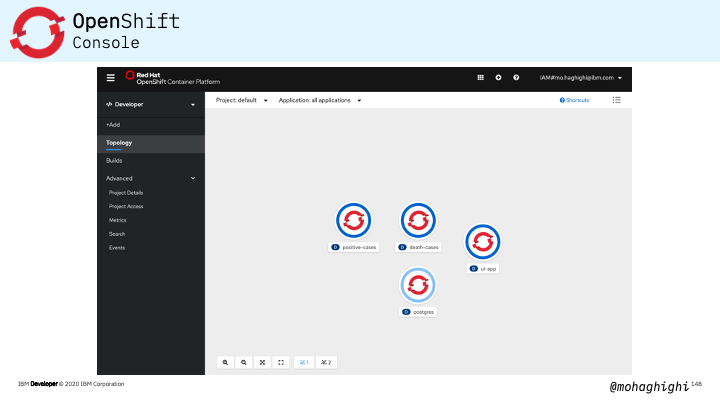 OpenShift
Console
Red Hat
OpenShift Container Platform
IAM#mo.haghighi@ibm.com
</> Developer
Project: default
Application: all applications
Shortcuts
+Add
Topology
Builds
Advanced
Project Details
Project Access
Metrics
Search
Events
D positive-cases
D death-cases
D ui-app
D postgres
1
2
IBM Developer © 2020 IBM Corporation
@mohaghighi
148